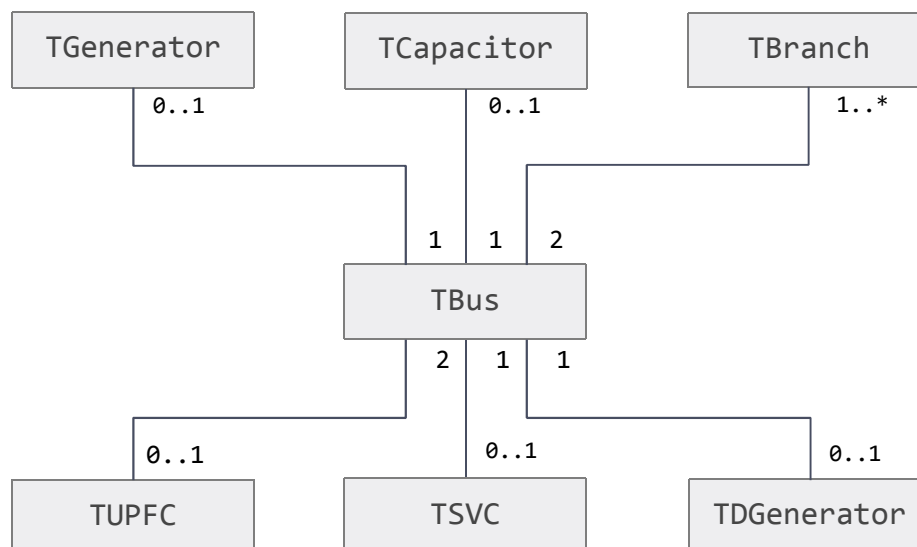 TGenerator
TCapacitor
TBranch
0..1
0..1
1..*
1
1
2
TBus
2
1
1
0..1
0..1
0..1
TUPFC
TSVC
TDGenerator